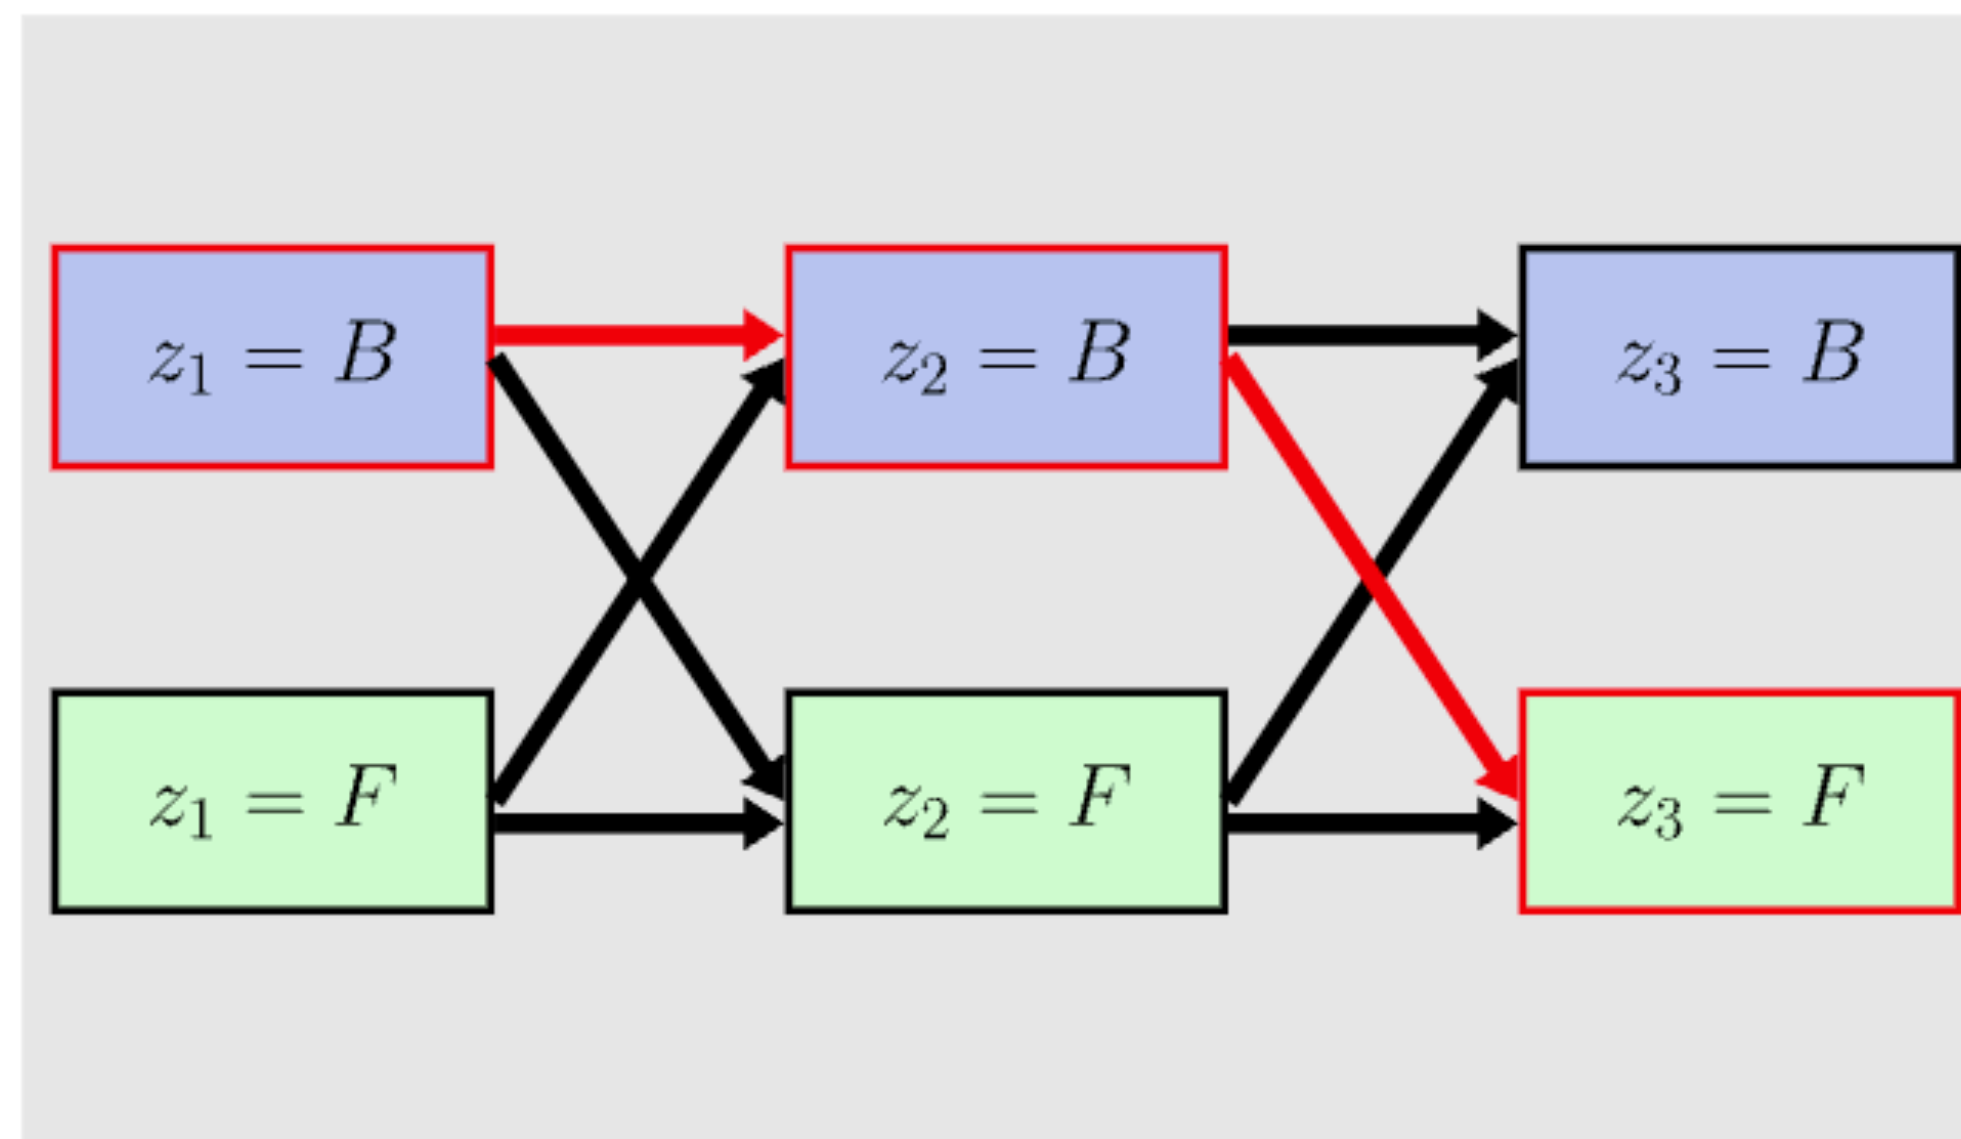 z₁ = B z₂ = B z₃ = B
z₁ = F z₂ = F z₃ = F